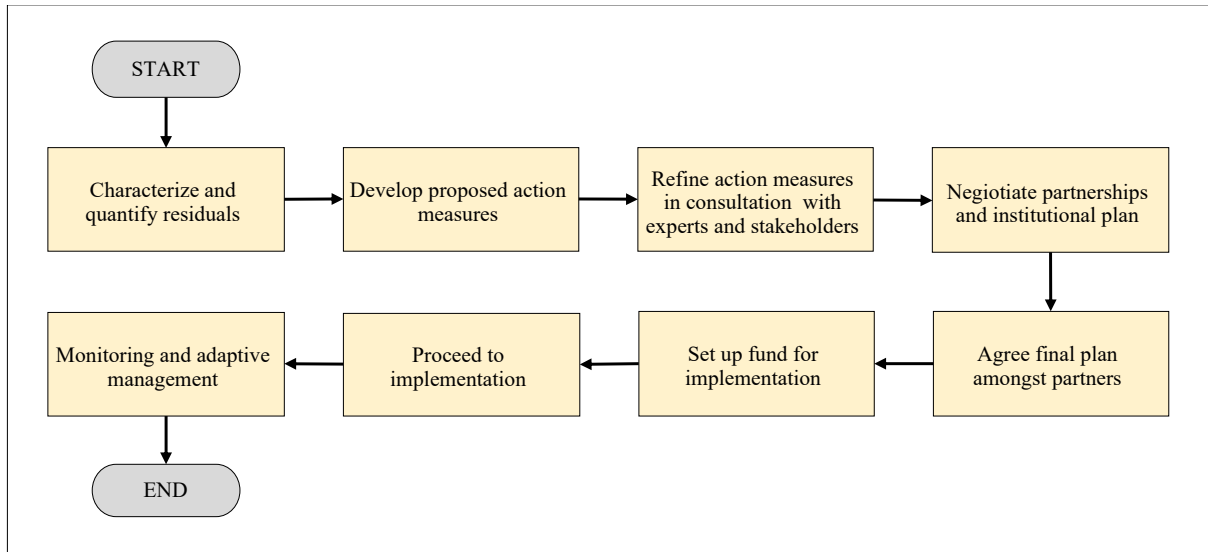 START
Characterize and
quantify residuals
Develop proposed action
measures
Refine action measures
in consultation  with
experts and stakeholders
Negiotiate partnerships
and institutional plan
Agree final plan
amongst partners
Set up fund for
implementation
Proceed to
implementation
Monitoring and adaptive
management
END